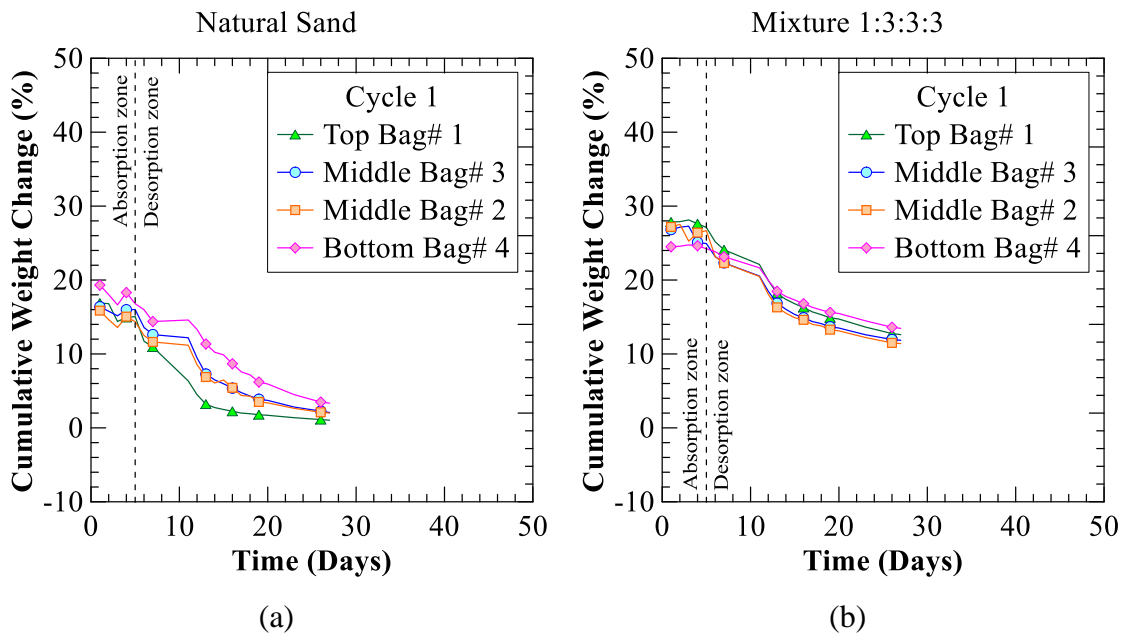 Natural Sand
50
40
30
20
10
0
-10
0
10
20
30
40
50
Cumulative Weight Change (%)
Time (Days)
Absorption zone
Desorption zone
Cycle 1
Top Bag# 1
Middle Bag# 3
Middle Bag# 2
Bottom Bag# 4
(a)
Mixture 1:3:3:3
50
40
30
20
10
0
-10
0
10
20
30
40
50
Cumulative Weight Change (%)
Time (Days)
Absorption zone
Desorption zone
Cycle 1
Top Bag# 1
Middle Bag# 3
Middle Bag# 2
Bottom Bag# 4
(b)